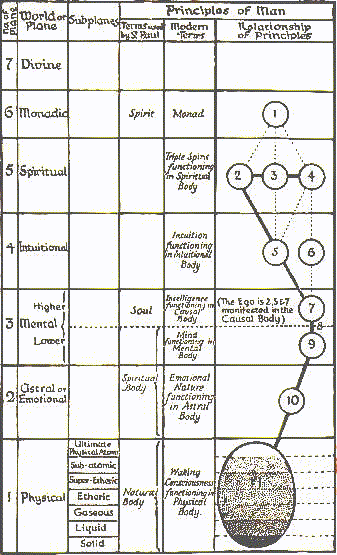 No. of Plane
World or Plane
Subplanes
Principles of Man
Terms used by St. Paul
Modern Terms
Relationship of Principles
7 Divine
6 Monadic
Spirit
Monad
1
5 Spiritual
Triple Spirit
functioning
in Spiritual
Body
2 3 4
4 Intuitional
Intuition
functioning
in Intuitional
Body
5 6
3
Higher
Mental
Lower
Soul
Intelligence
functioning in
Causal
Body
(The Ego is 2,5&7
manifested in the
Causal Body)
7
8
Mind
functioning in
Mental
Body
9
2 Astral or
Emotional
Spiritual
Body
Emotional
Nature
functioning
in Astral
Body
10
1 Physical
Ultimate
Physical Atom
Sub-atomic
Super-Etheric
Etheric
Gaseous
Liquid
Solid
Natural
Body
Waking
Consciousness
functioning in
Physical
Body.